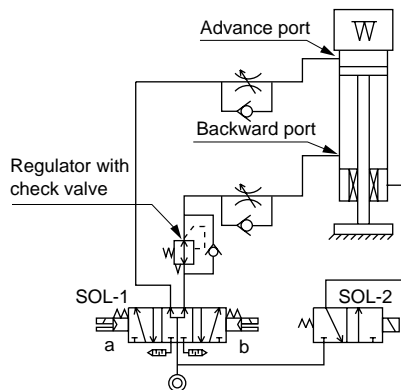 Advance port
Backward port
Regulator with
check valve
SOL-1
SOL-2
a
b
W